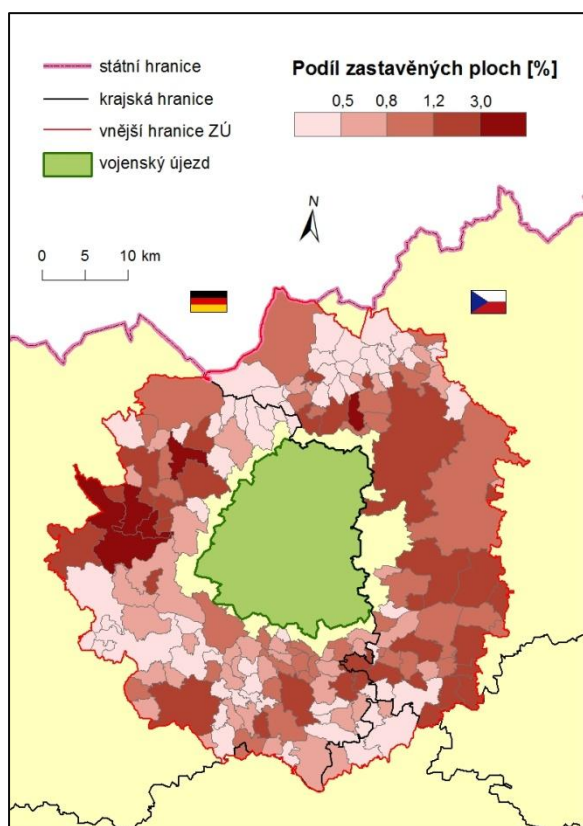 státní hranice
krajská hranice
vnější hranice ZÚ
vojenský újezd
Podíl zastavěných ploch [%]
0,5 0,8 1,2 3,0
N
0 5 10 km